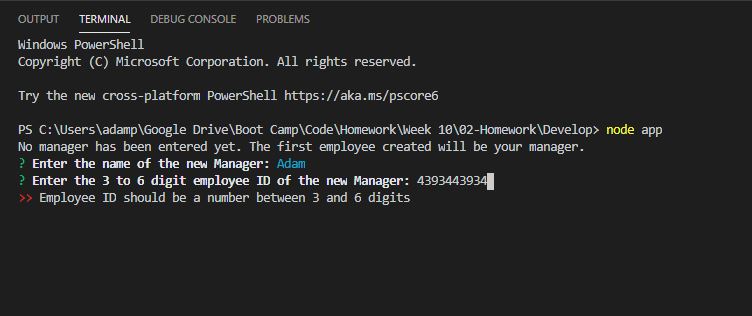 OUTPUT TERMINAL DEBUG CONSOLE PROBLEMS
Windows PowerShell
Copyright (C) Microsoft Corporation. All rights reserved.
Try the new cross-platform PowerShell https://aka.ms/pscore6
PS C:\Users\adamp\Google Drive\Boot Camp\Code\Homework\Week 10\02-Homework\Develop> node app
No manager has been entered yet. The first employee created will be your manager.
? Enter the name of the new Manager: Adam
? Enter the 3 to 6 digit employee ID of the new Manager: 4393443934
>> Employee ID should be a number between 3 and 6 digits